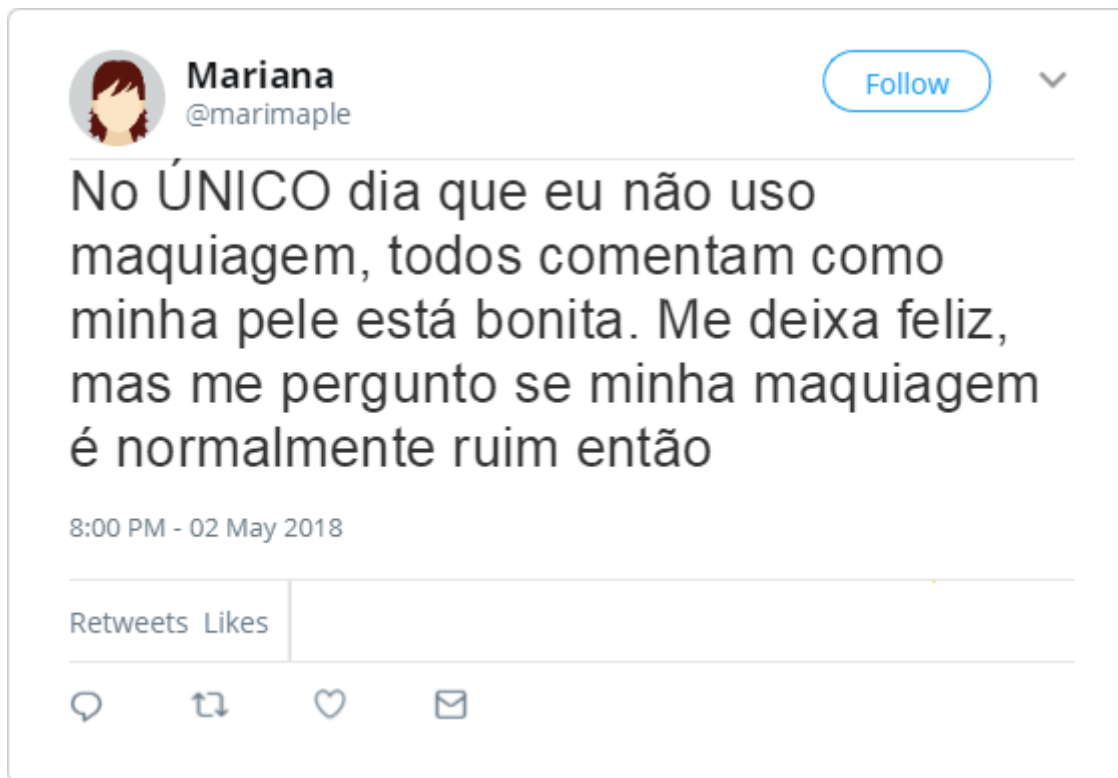 Mariana
Follow
@marimaple
No ÚNICO dia que eu não uso
maquiagem, todos comentam como
minha pele está bonita. Me deixa feliz,
mas me pergunto se minha maquiagem
é normalmente ruim então
8:00 PM - 02 May 2018
Retweets Likes